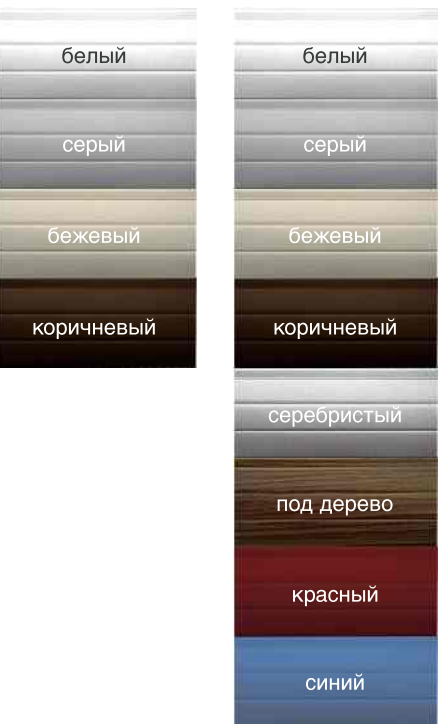 белый
серый
бежевый
коричневый
белый
серый
бежевый
коричневый
серебристый
под дерево
красный
синий